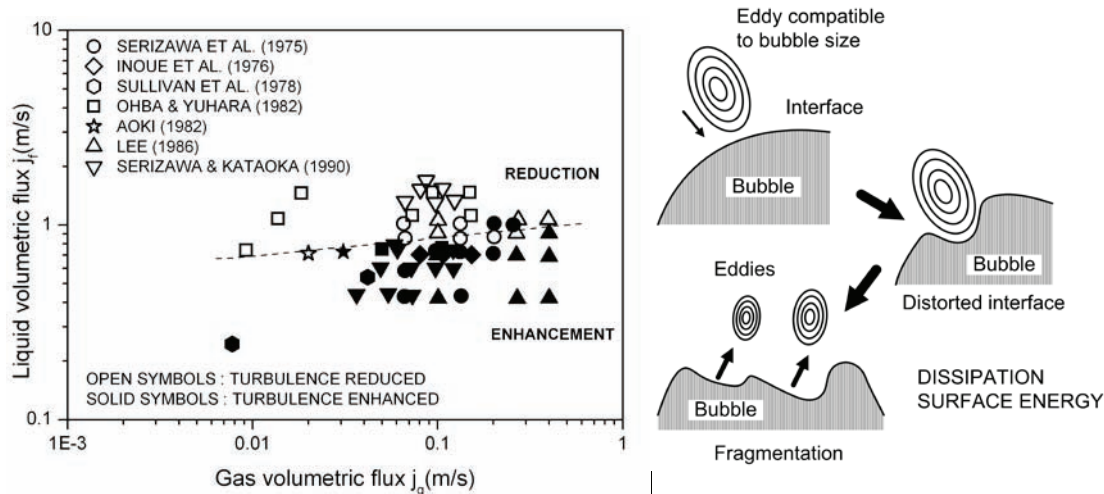 10
1
0.1
1E-3
0.01
0.1
1
Liquid volumetric flux j_f(m/s)
Gas volumetric flux j_g(m/s)
SERIZAWA ET AL. (1975)
INOUE ET AL. (1976)
SULLIVAN ET AL. (1978)
OHBA & YUHARA (1982)
AOKI (1982)
LEE (1986)
SERIZAWA & KATAOKA (1990)
REDUCTION
ENHANCEMENT
OPEN SYMBOLS : TURBULENCE REDUCED
SOLID SYMBOLS : TURBULENCE ENHANCED
Eddy compatible
to bubble size
Interface
Bubble
Bubble
Distorted interface
Eddies
Bubble
Fragmentation
DISSIPATION
SURFACE ENERGY